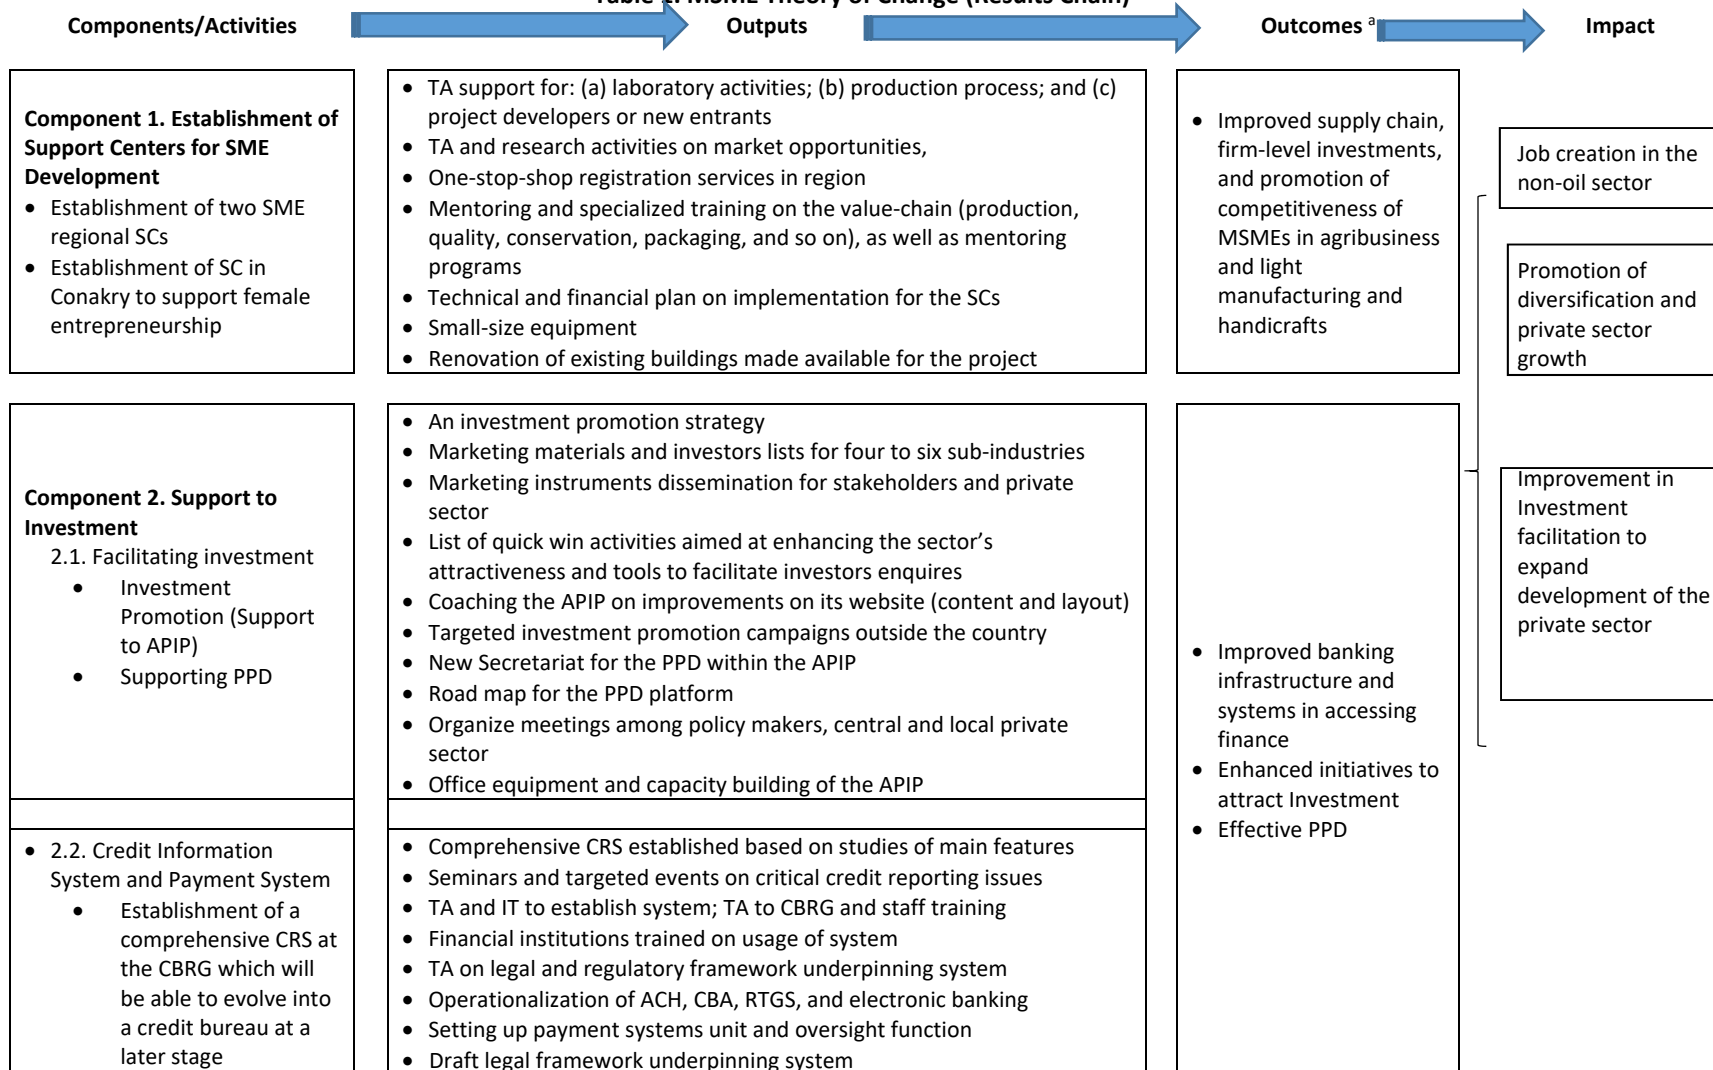 Table 1. MSME Theory of Change (Results Chain)
Components/Activities
Outputs
Outcomes a
Impact
Component 1. Establishment of
Support Centers for SME
Development
• Establishment of two SME
regional SCs
• Establishment of SC in
Conakry to support female
entrepreneurship
• TA support for: (a) laboratory activities; (b) production process; and (c)
project developers or new entrants
• TA and research activities on market opportunities,
• One-stop-shop registration services in region
• Mentoring and specialized training on the value-chain (production,
quality, conservation, packaging, and so on), as well as mentoring
programs
• Technical and financial plan on implementation for the SCs
• Small-size equipment
• Renovation of existing buildings made available for the project
• Improved supply chain,
firm-level investments,
and promotion of
competitiveness of
MSMEs in agribusiness
and light
manufacturing and
handicrafts
Job creation in the
non-oil sector
Promotion of
diversification and
private sector
growth
Improvement in
Investment
facilitation to
expand
development of the
private sector
Component 2. Support to
Investment
2.1. Facilitating investment
• Investment
Promotion (Support
to APIP)
• Supporting PPD
• An investment promotion strategy
• Marketing materials and investors lists for four to six sub-industries
• Marketing instruments dissemination for stakeholders and private
sector
• List of quick win activities aimed at enhancing the sector’s
attractiveness and tools to facilitate investors enquires
• Coaching the APIP on improvements on its website (content and layout)
• Targeted investment promotion campaigns outside the country
• New Secretariat for the PPD within the APIP
• Road map for the PPD platform
• Organize meetings among policy makers, central and local private
sector
• Office equipment and capacity building of the APIP
• Improved banking
infrastructure and
systems in accessing
finance
• Enhanced initiatives to
attract Investment
• Effective PPD
• 2.2. Credit Information
System and Payment System
• Establishment of a
comprehensive CRS at
the CBRG which will
be able to evolve into
a credit bureau at a
later stage
• Comprehensive CRS established based on studies of main features
• Seminars and targeted events on critical credit reporting issues
• TA and IT to establish system; TA to CBRG and staff training
• Financial institutions trained on usage of system
• TA on legal and regulatory framework underpinning system
• Operationalization of ACH, CBA, RTGS, and electronic banking
• Setting up payment systems unit and oversight function
• Draft legal framework underpinning system